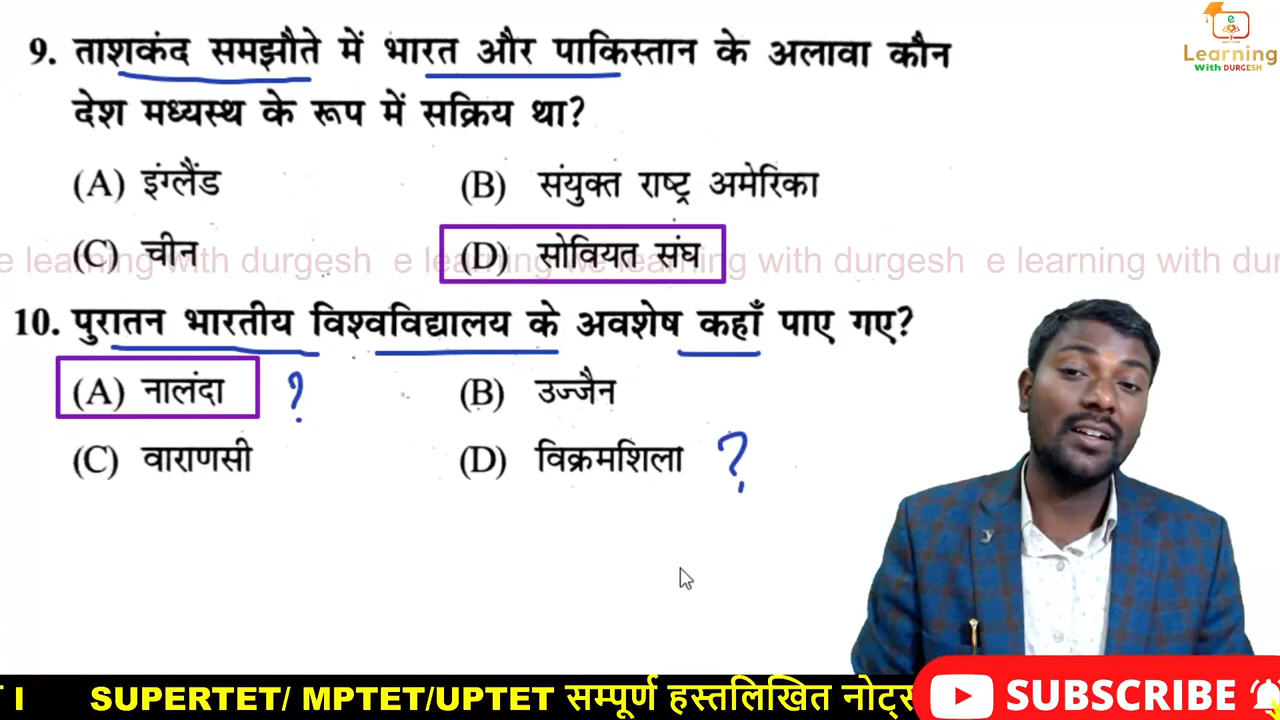 9. ताशकंद समझौते में भारत और पाकिस्तान के अलावा कौन
देश मध्यस्थ के रूप में सक्रिय था?
(A) इंग्लैंड (B) संयुक्त राष्ट्र अमेरिका
(C) चीन (D) सोवियत संघ
e learning with durgesh e learning we learning with durgesh e learning with dur
10. पुरातन भारतीय विश्वविद्यालय के अवशेष कहाँ पाए गए?
(A) नालंदा ? (B) उज्जैन
(C) वाराणसी (D) विक्रमशिला ?
e
Learning
With DURGESH
I SUPERTET/ MPTET/UPTET सम्पूर्ण हस्तलिखित नोट्स
SUBSCRIBE